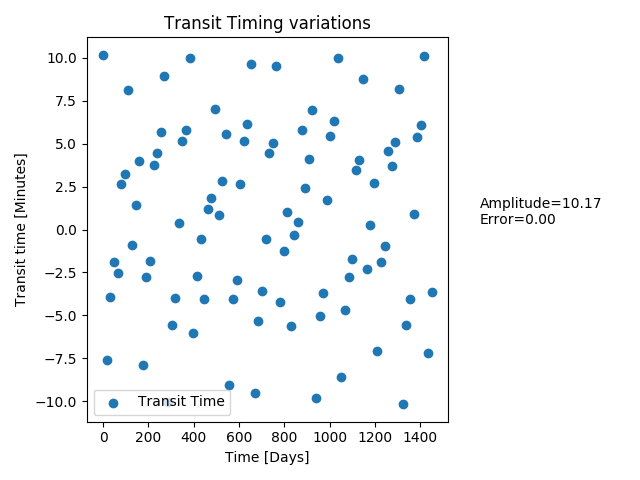 Transit Timing variations
10.0
7.5
5.0
2.5
0.0
−2.5
−5.0
−7.5
−10.0
Transit time [Minutes]
Amplitude=10.17
Error=0.00
Transit Time
0 200 400 600 800 1000 1200 1400
Time [Days]